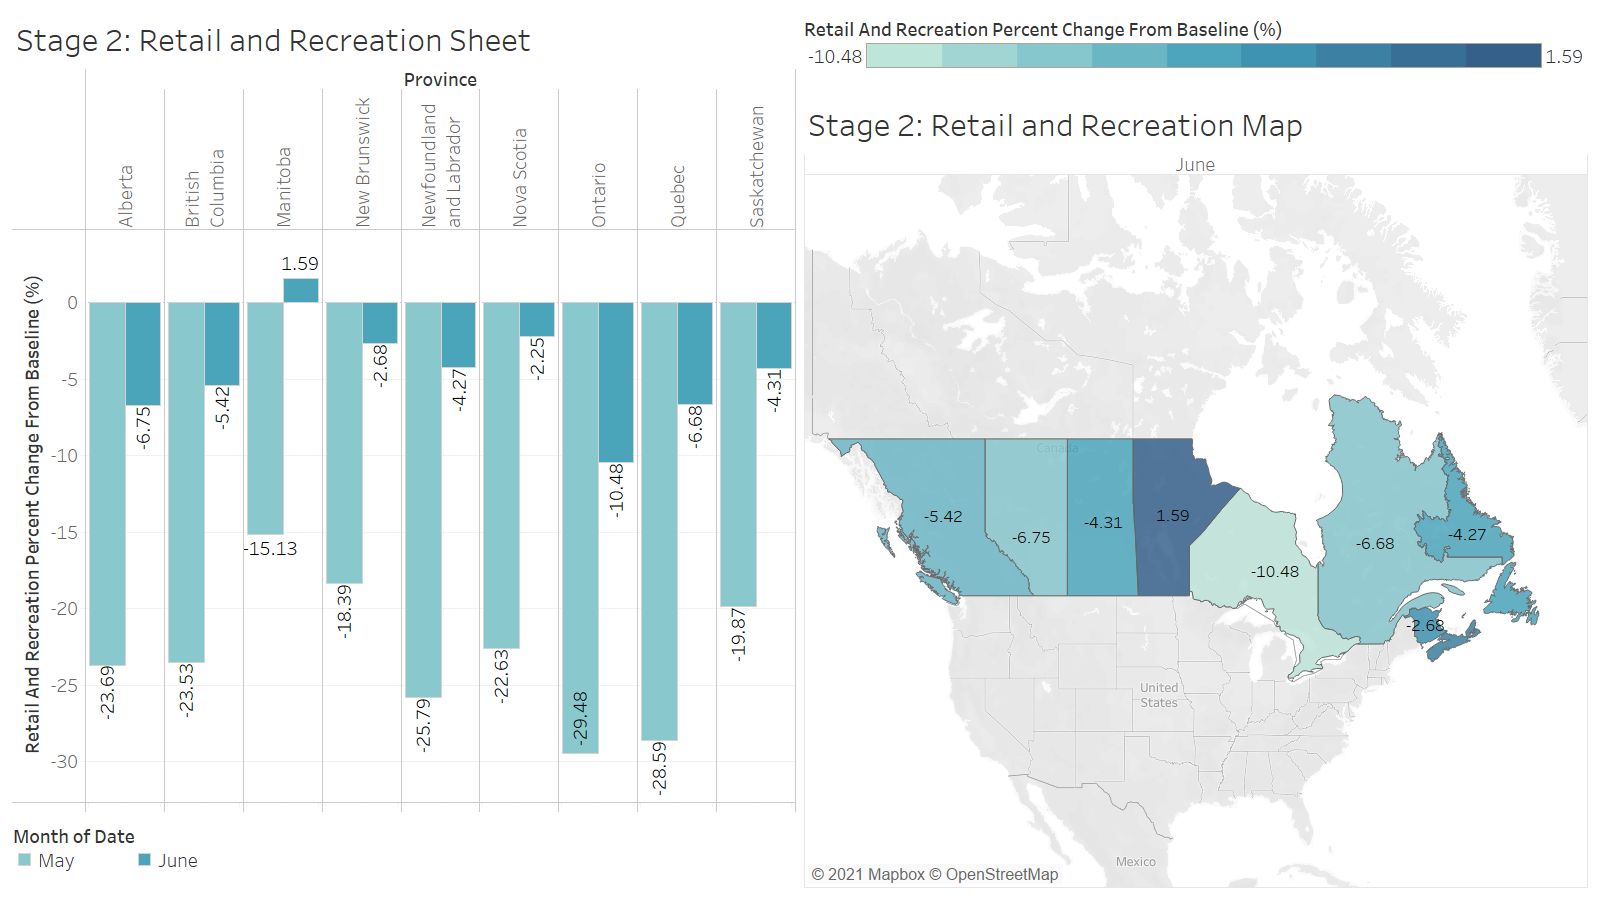 Stage 2: Retail and Recreation Sheet
Province
Alberta
British
Columbia
Manitoba
New Brunswick
Newfoundland
and Labrador
Nova Scotia
Ontario
Quebec
Saskatchewan
Retail And Recreation Percent Change From Baseline (%)
0
-5
-10
-15
-20
-25
-30
-23.69
-6.75
-23.53
-5.42
-15.13
1.59
-18.39
-2.68
-25.79
-4.27
-22.63
-2.25
-29.48
-10.48
-28.59
-6.68
-19.87
-4.31
Month of Date
May
June
Retail And Recreation Percent Change From Baseline (%)
-10.48
1.59
Stage 2: Retail and Recreation Map
June
Canada
-5.42
-6.75
-4.31
1.59
-10.48
-6.68
-4.27
-2.68
United
States
Mexico
© 2021 Mapbox © OpenStreetMap